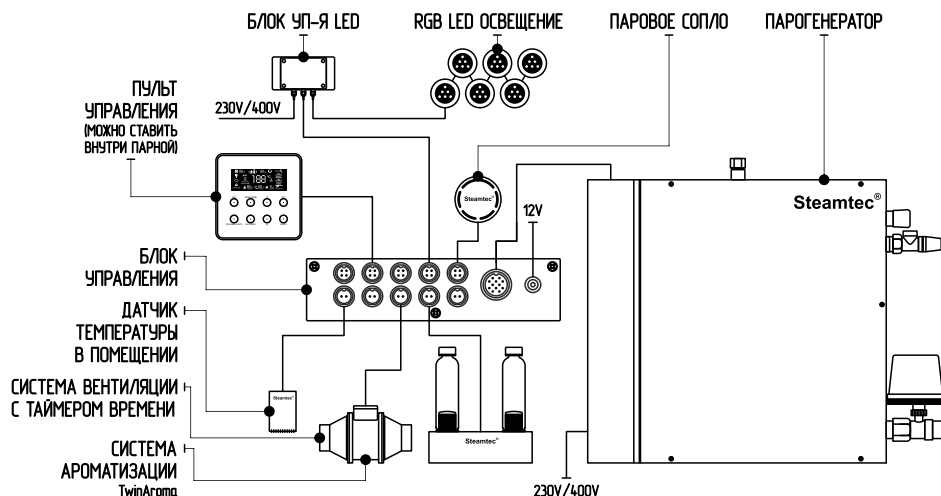 БЛОК УП-Я LED
RGB LED ОСВЕЩЕНИЕ
ПАРОВОЕ СОПЛО
ПАРОГЕНЕРАТОР
ПУЛЬТ
УПРАВЛЕНИЯ
(МОЖНО СТАВИТЬ
ВНУТРИ ПАРНОЙ)
230V/400V
188
Steamtec®
12V
Steamtec®
БЛОК
УПРАВЛЕНИЯ
ДАТЧИК
ТЕМПЕРАТУРЫ
В ПОМЕЩЕНИИ
СИСТЕМА ВЕНТИЛЯЦИИ
С ТАЙМЕРОМ ВРЕМЕНИ
СИСТЕМА
АРОМАТИЗАЦИИ
TwinAroma
Steamtec®
Steamtec®
230V/400V